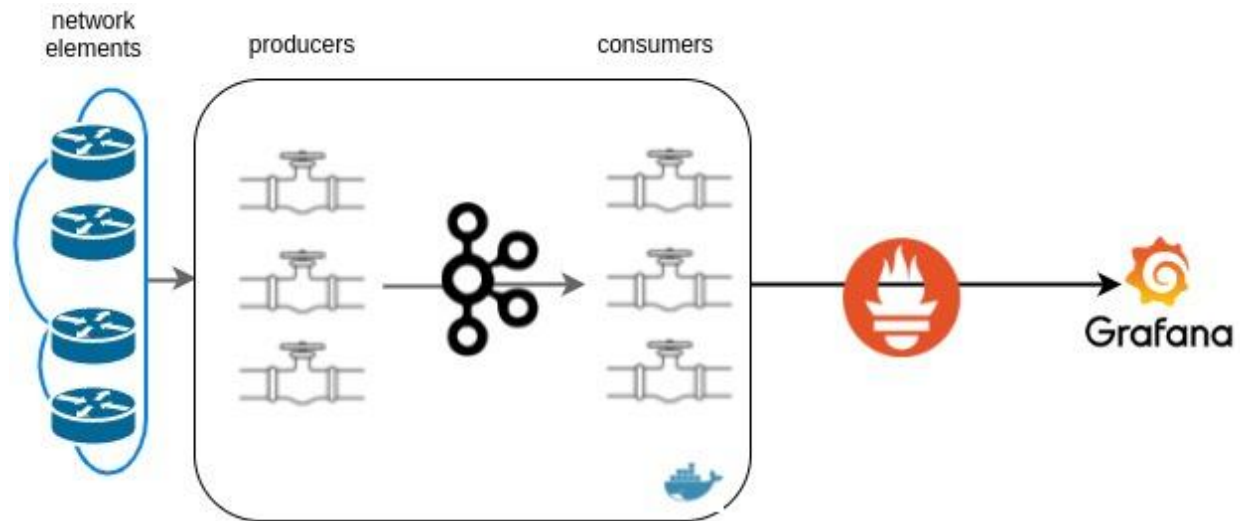 network
elements
producers
consumers
Grafana